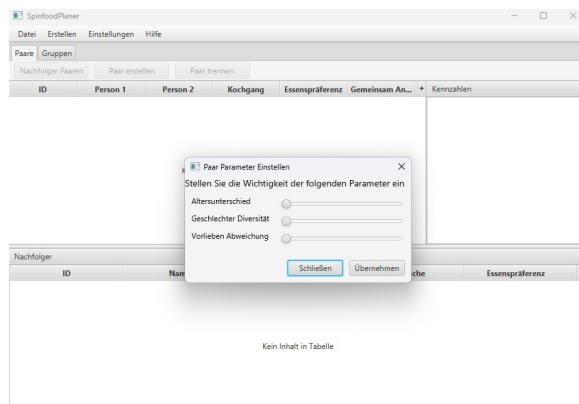 SpinfoodPlaner
Datei Erstellen Einstellungen Hilfe
Paare Gruppen
Nachfolger Paaren Paar erstellen Paar trennen
ID Person 1 Person 2 Kochgang Essenspräferenz Gemeinsam An... + Kennzahlen
Paar Parameter Einstellen
Stellen Sie die Wichtigkeit der folgenden Parameter ein
Altersunterschied
Geschlechter Diversität
Vorlieben Abweichung
Schließen Übernehmen
Nachfolger
ID Essenspräferenz
Kein Inhalt in Tabelle